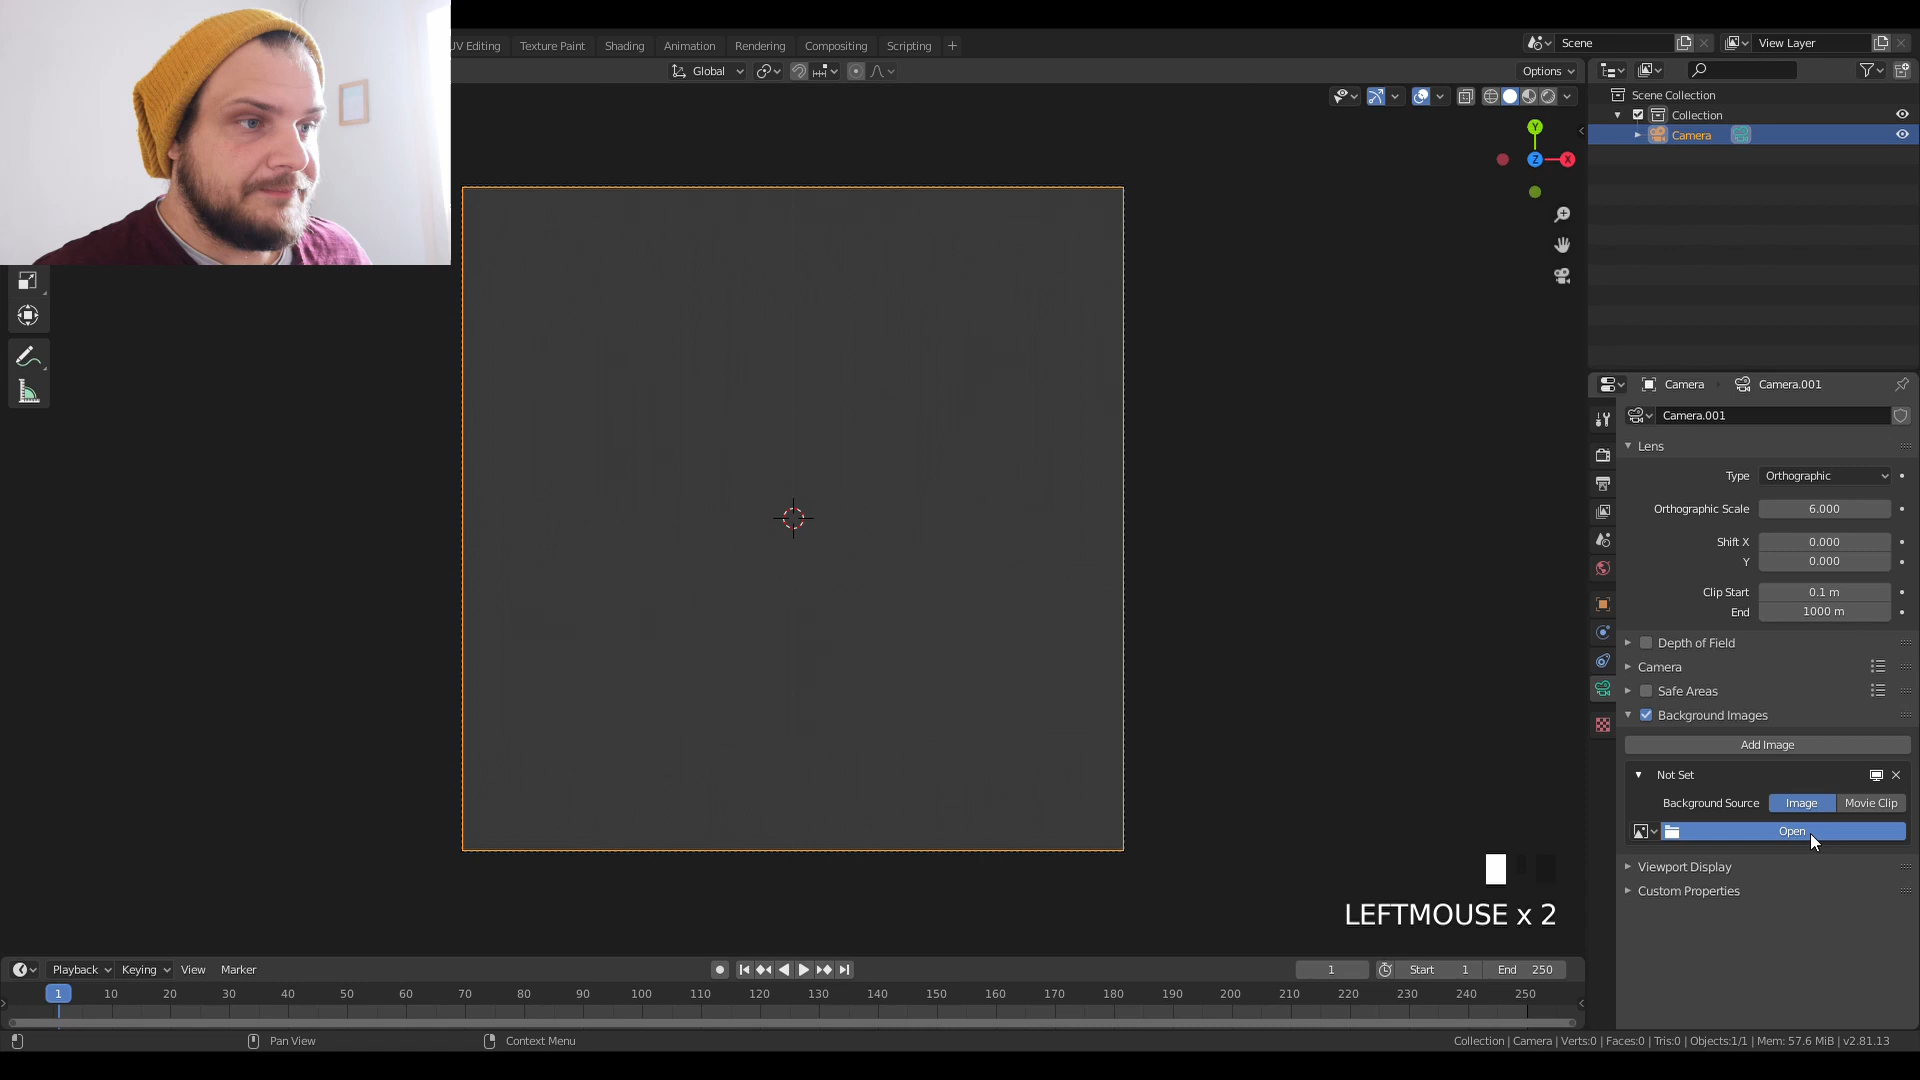 UV Editing Texture Paint Shading Animation Rendering Compositing Scripting +
Scene
View Layer
Global
Options
Scene Collection
Collection
Camera
Y
Z
X
Camera Camera.001
Camera.001
Lens
Type Orthographic
Orthographic Scale 6.000
Shift X 0.000
Y 0.000
Clip Start 0.1 m
End 1000 m
Depth of Field
Camera
Safe Areas
Background Images
Add Image
Not Set
Background Source Image Movie Clip
Open
Viewport Display
Custom Properties
LEFTMOUSE x 2
Playback Keying View Marker
1 Start 1 End 250
1 10 20 30 40 50 60 70 80 90 100 110 120 130 140 150 160 170 180 190 200 210 220 230 240 250
Pan View Context Menu
Collection | Camera | Verts:0 | Faces:0 | Tris:0 | Objects:1/1 | Mem: 57.6 MiB | v2.81.13